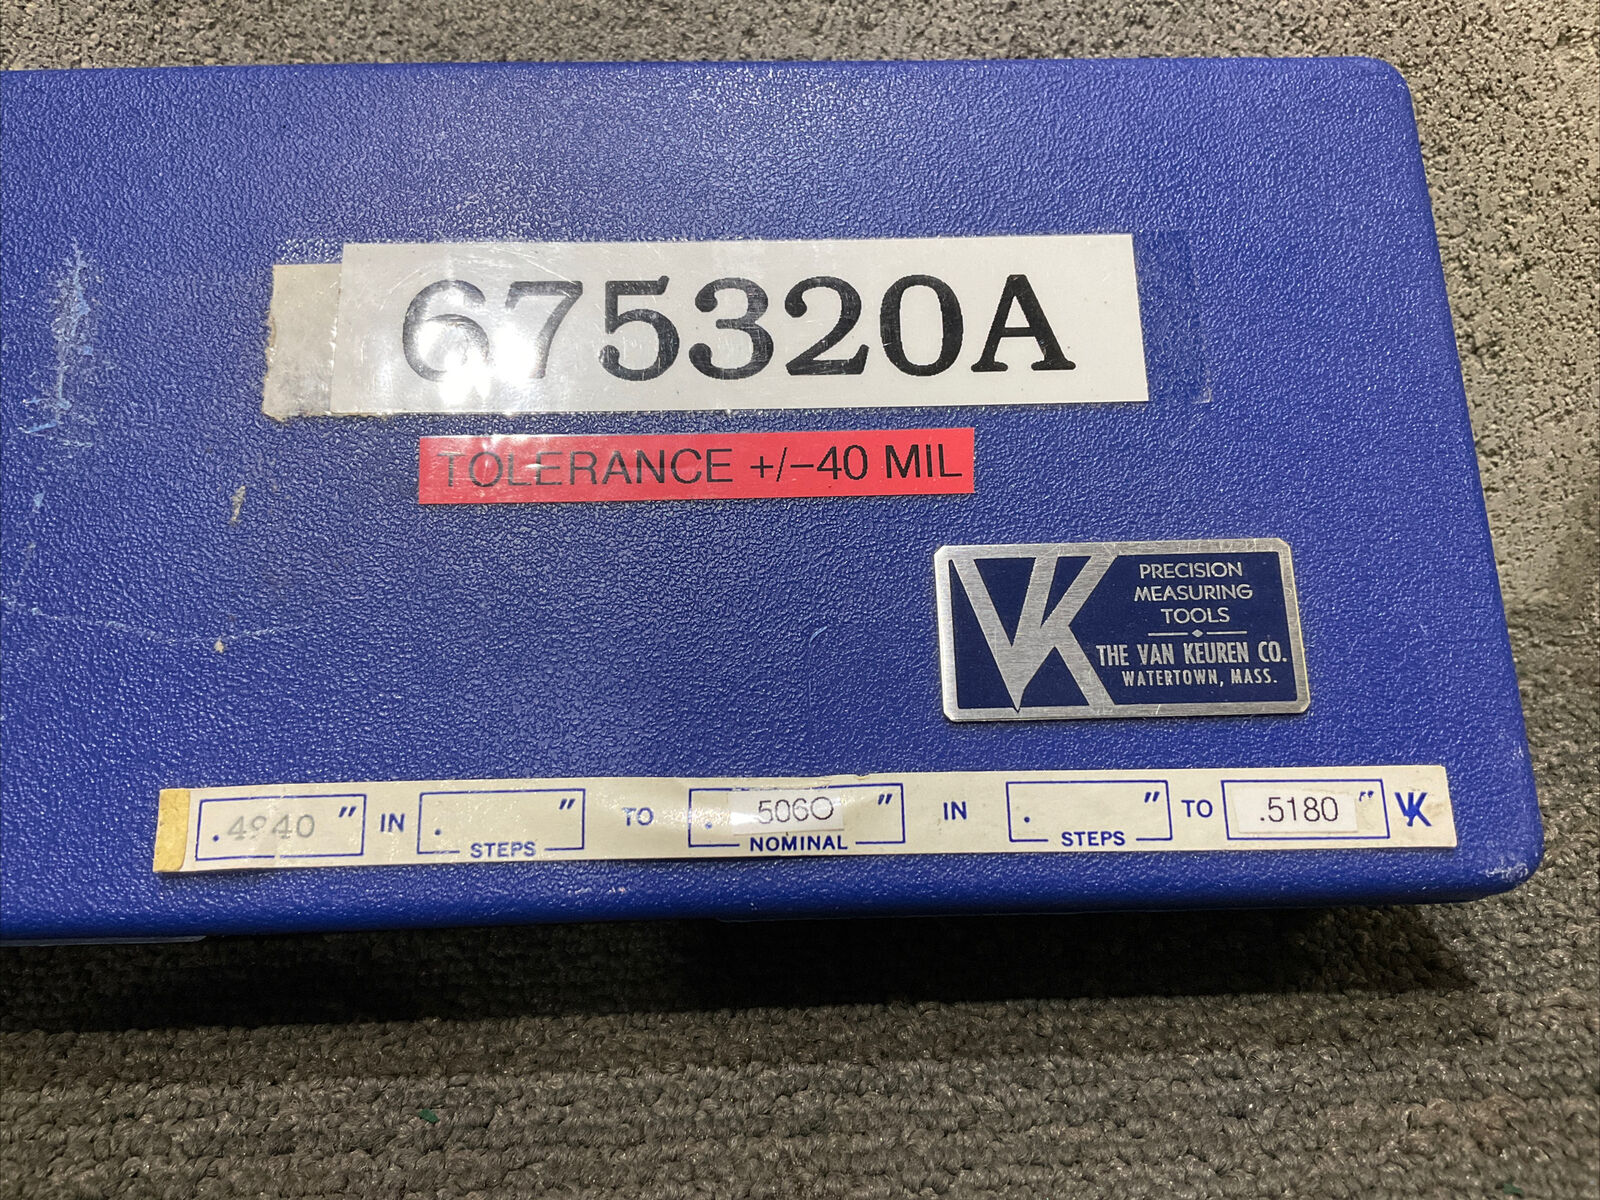 675320A
TOLERANCE +/-40 MIL
VK
PRECISION
MEASURING
TOOLS
THE VAN KEUREN CO.
WATERTOWN, MASS.
.4940 " IN . " TO . 5060 " IN . " TO .5180 " VK
STEPS NOMINAL STEPS